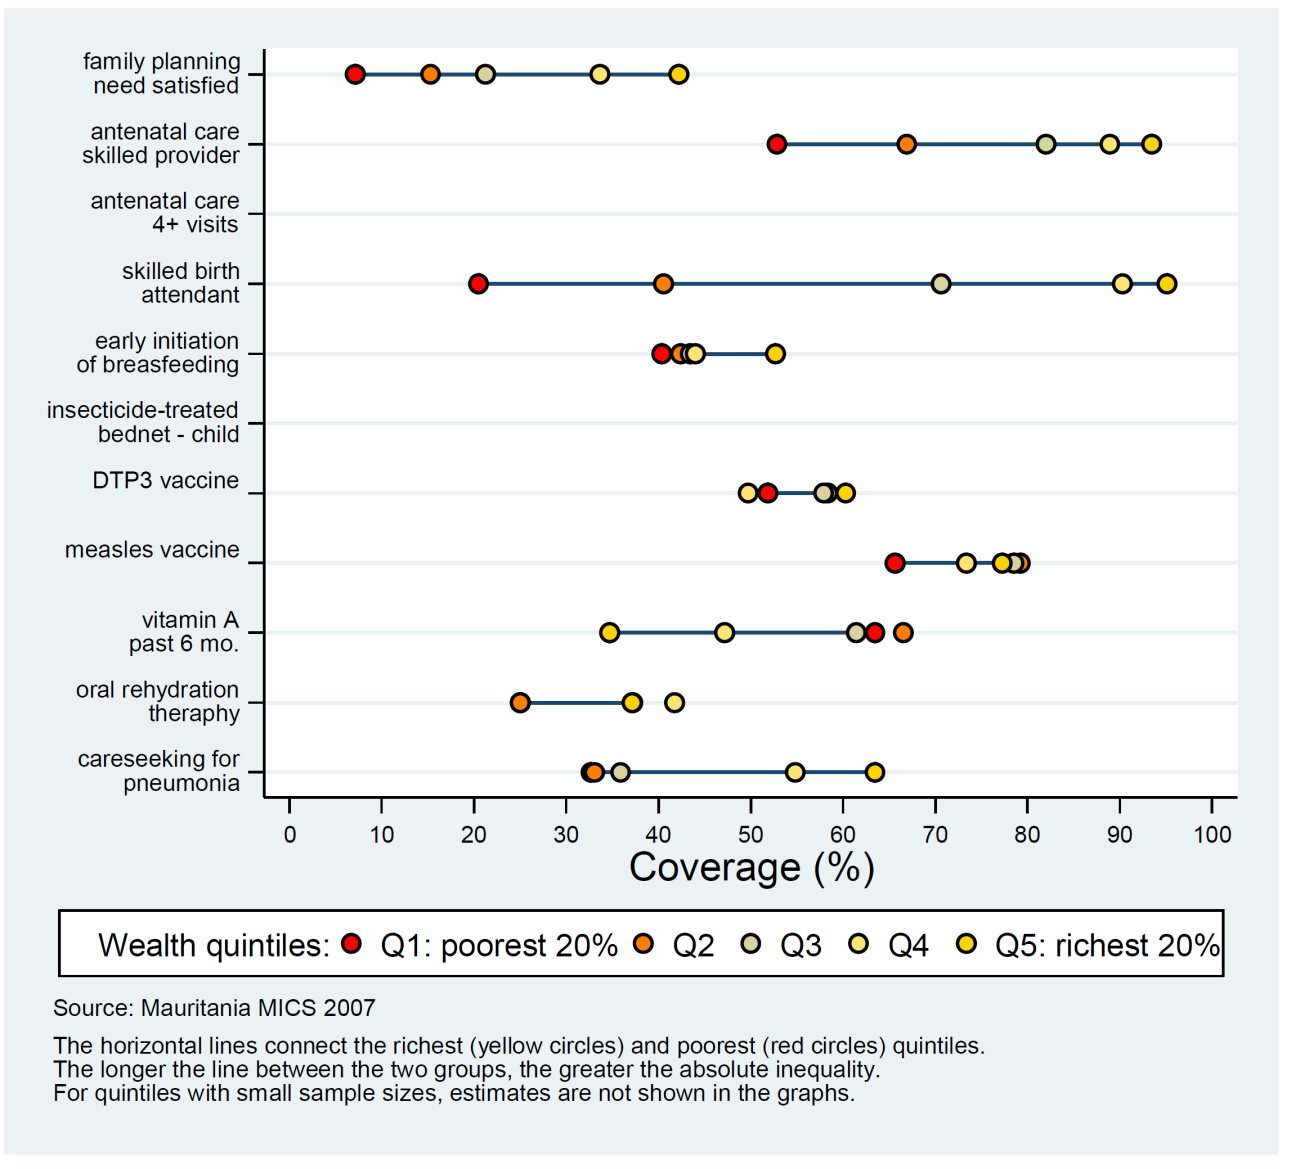 family planning
need satisfied
antenatal care
skilled provider
antenatal care
4+ visits
skilled birth
attendant
early initiation
of breasfeeding
insecticide-treated
bednet - child
DTP3 vaccine
measles vaccine
vitamin A
past 6 mo.
oral rehydration
theraphy
careseeking for
pneumonia
0 10 20 30 40 50 60 70 80 90 100
Coverage (%)
Wealth quintiles: Q1: poorest 20% Q2 Q3 Q4 Q5: richest 20%
Source: Mauritania MICS 2007
The horizontal lines connect the richest (yellow circles) and poorest (red circles) quintiles.
The longer the line between the two groups, the greater the absolute inequality.
For quintiles with small sample sizes, estimates are not shown in the graphs.